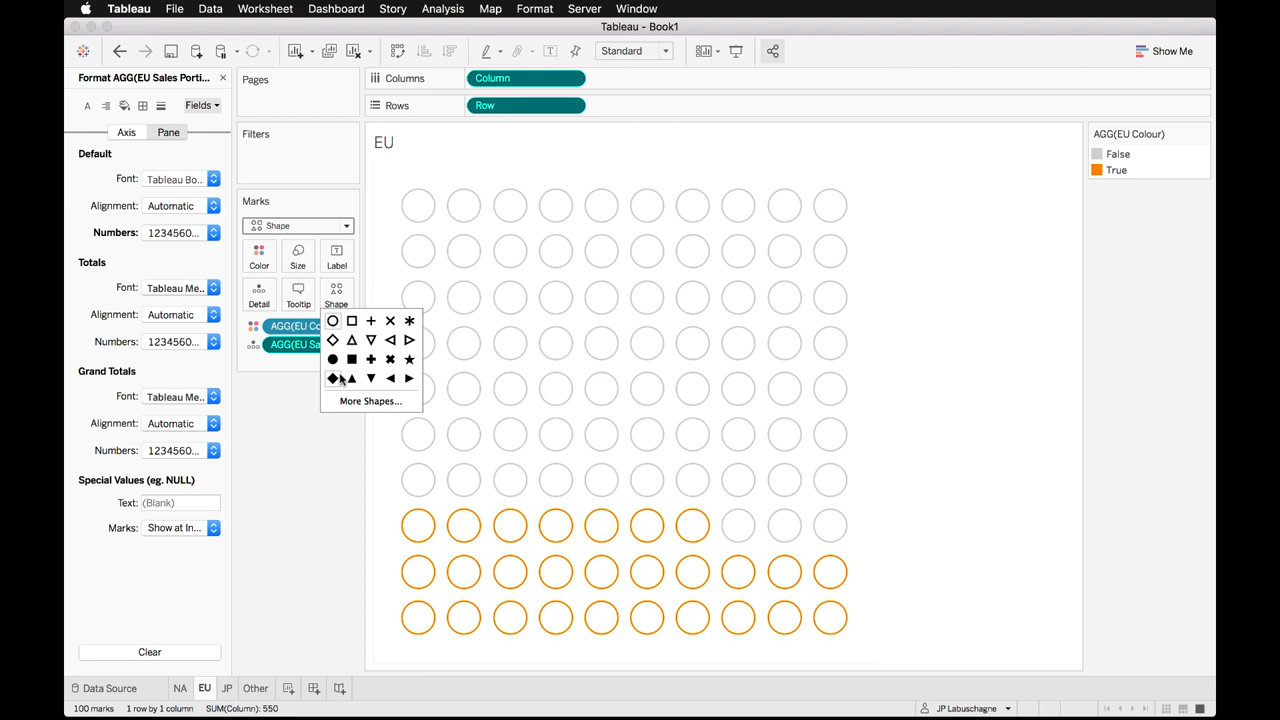 Tableau File Data Worksheet Dashboard Story Analysis Map Format Server Window
Tableau - Book1
Standard
Show Me
Format AGG(EU Sales Porti...
Fields
Axis Pane
Default
Font: Tableau Bo...
Alignment: Automatic
Numbers: 1234560...
Totals
Font: Tableau Me...
Alignment: Automatic
Numbers: 1234560...
Grand Totals
Font: Tableau Me...
Alignment: Automatic
Numbers: 1234560...
Special Values (eg. NULL)
Text: (Blank)
Marks: Show at In...
Clear
Pages
Filters
Marks
Shape
Color Size Label
Detail Tooltip Shape
AGG(EU Co
AGG(EU Sa
More Shapes...
Columns Column
Rows Row
EU
AGG(EU Colour)
False
True
Data Source NA EU JP Other
100 marks 1 row by 1 column SUM(Column): 550 JP Labuschagne